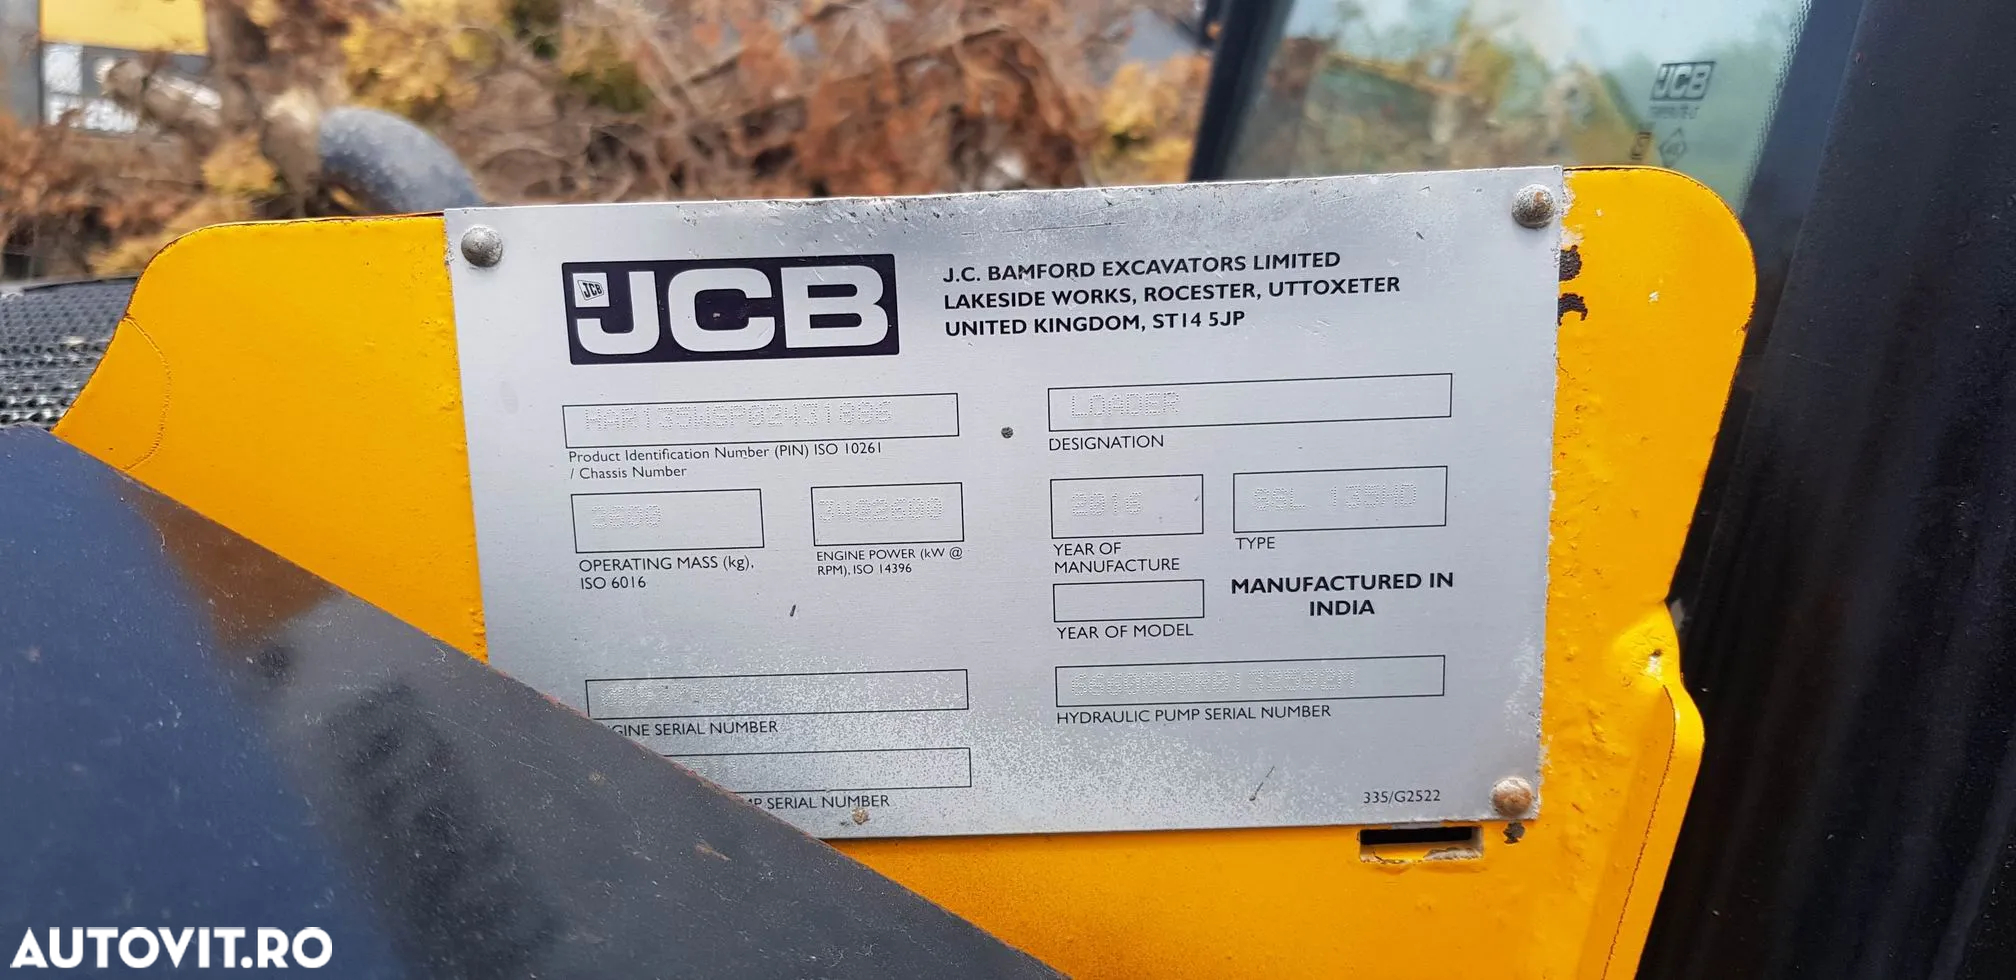 JCB
J.C. BAMFORD EXCAVATORS LIMITED
LAKESIDE WORKS, ROCESTER, UTTOXETER
UNITED KINGDOM, ST14 5JP
LOADER
Product Identification Number (PIN) ISO 10261
/ Chassis Number
DESIGNATION
2016
135HD
OPERATING MASS (kg),
ISO 6016
ENGINE POWER (kW @
RPM), ISO 14396
YEAR OF
MANUFACTURE
TYPE
MANUFACTURED IN
INDIA
YEAR OF MODEL
GINE SERIAL NUMBER
HYDRAULIC PUMP SERIAL NUMBER
SERIAL NUMBER
335/G2522
JCB
AUTOVIT.RO